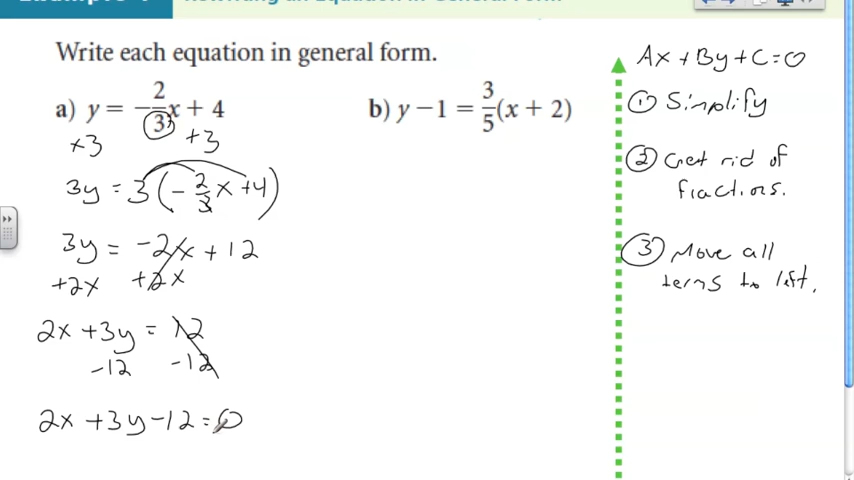 Write each equation in general form.
a) y = -2/3x + 4
×3 +3
3y = 3(-2/3x + 4)
3y = -2x + 12
+2x +2x
2x + 3y = 12
-12 -12
2x + 3y - 12 = 0
b) y - 1 = 3/5(x + 2)
Ax + By + C = 0
① Simplify
② Get rid of
fractions.
③ Move all
terms to left.